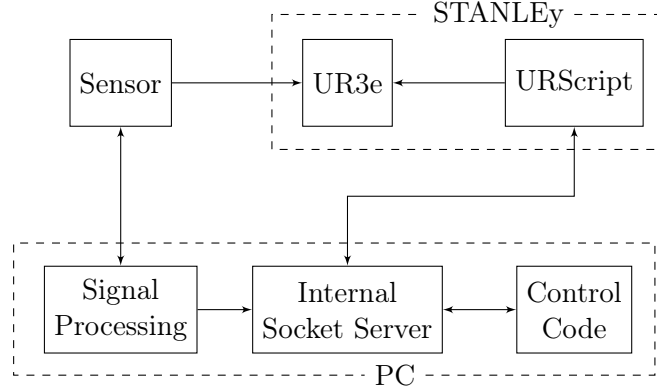 STANLEy
Sensor
UR3e
URScript
Signal
Processing
Internal
Socket Server
Control
Code
PC